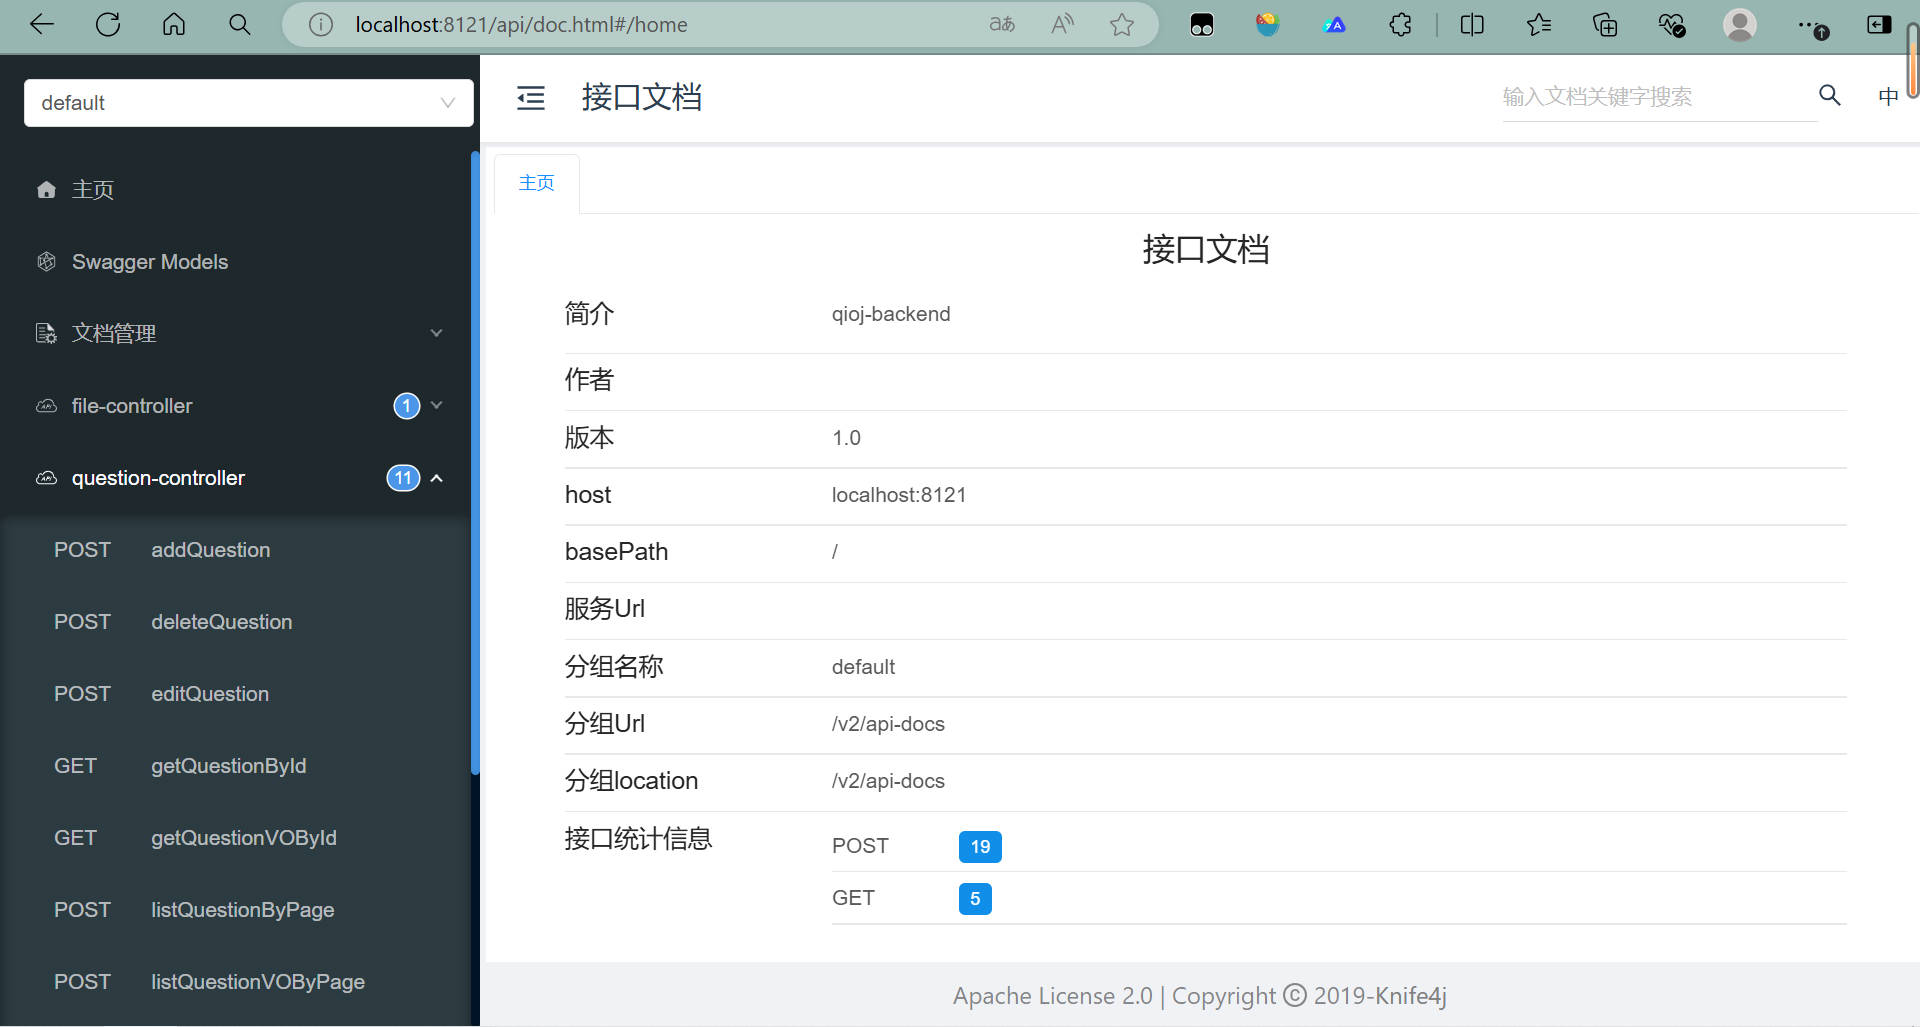 localhost:8121/api/doc.html#/home
default
主页
Swagger Models
文档管理
file-controller 1
question-controller 11
POST addQuestion
POST deleteQuestion
POST editQuestion
GET getQuestionById
GET getQuestionVOById
POST listQuestionByPage
POST listQuestionVOByPage
接口文档
输入文档关键字搜索
中
主页
接口文档
简介 qioj-backend
作者
版本 1.0
host localhost:8121
basePath /
服务Url
分组名称 default
分组Url /v2/api-docs
分组location /v2/api-docs
接口统计信息 POST 19
GET 5
Apache License 2.0 | Copyright © 2019-Knife4j